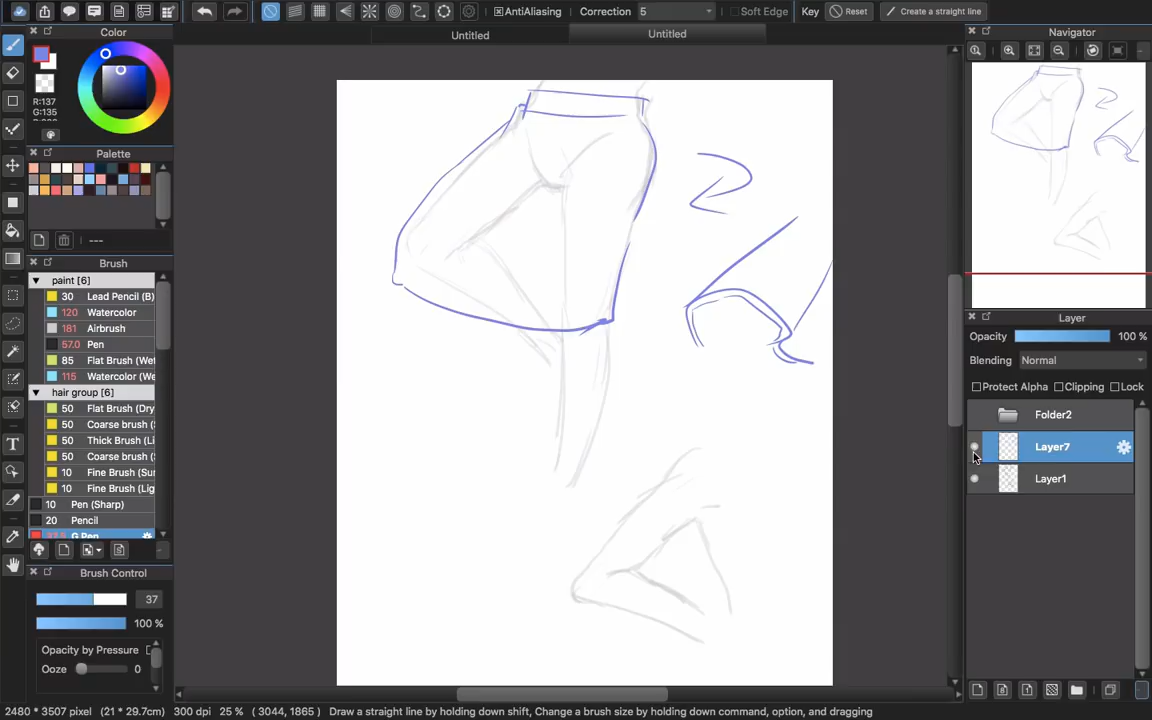 AntiAliasing Correction 5 Soft Edge Key Reset Create a straight line
Untitled Untitled
Color
R:137
G:135
Palette
---
Brush
paint [6]
30 Lead Pencil (B)
120 Watercolor
181 Airbrush
57.0 Pen
85 Flat Brush (Wet
115 Watercolor (We
hair group [6]
50 Flat Brush (Dry
50 Coarse brush (
50 Thick Brush (Li
50 Coarse brush (
10 Fine Brush (Sur
10 Fine Brush (Lig
10 Pen (Sharp)
20 Pencil
G Pen
Brush Control
37
100 %
Opacity by Pressure
Ooze 0
Navigator
Layer
Opacity 100 %
Blending Normal
Protect Alpha Clipping Lock
Folder2
Layer7
Layer1
2480 * 3507 pixel (21 * 29.7cm) 300 dpi 25 % ( 3044, 1865 ) Draw a straight line by holding down shift, Change a brush size by holding down command, option, and dragging